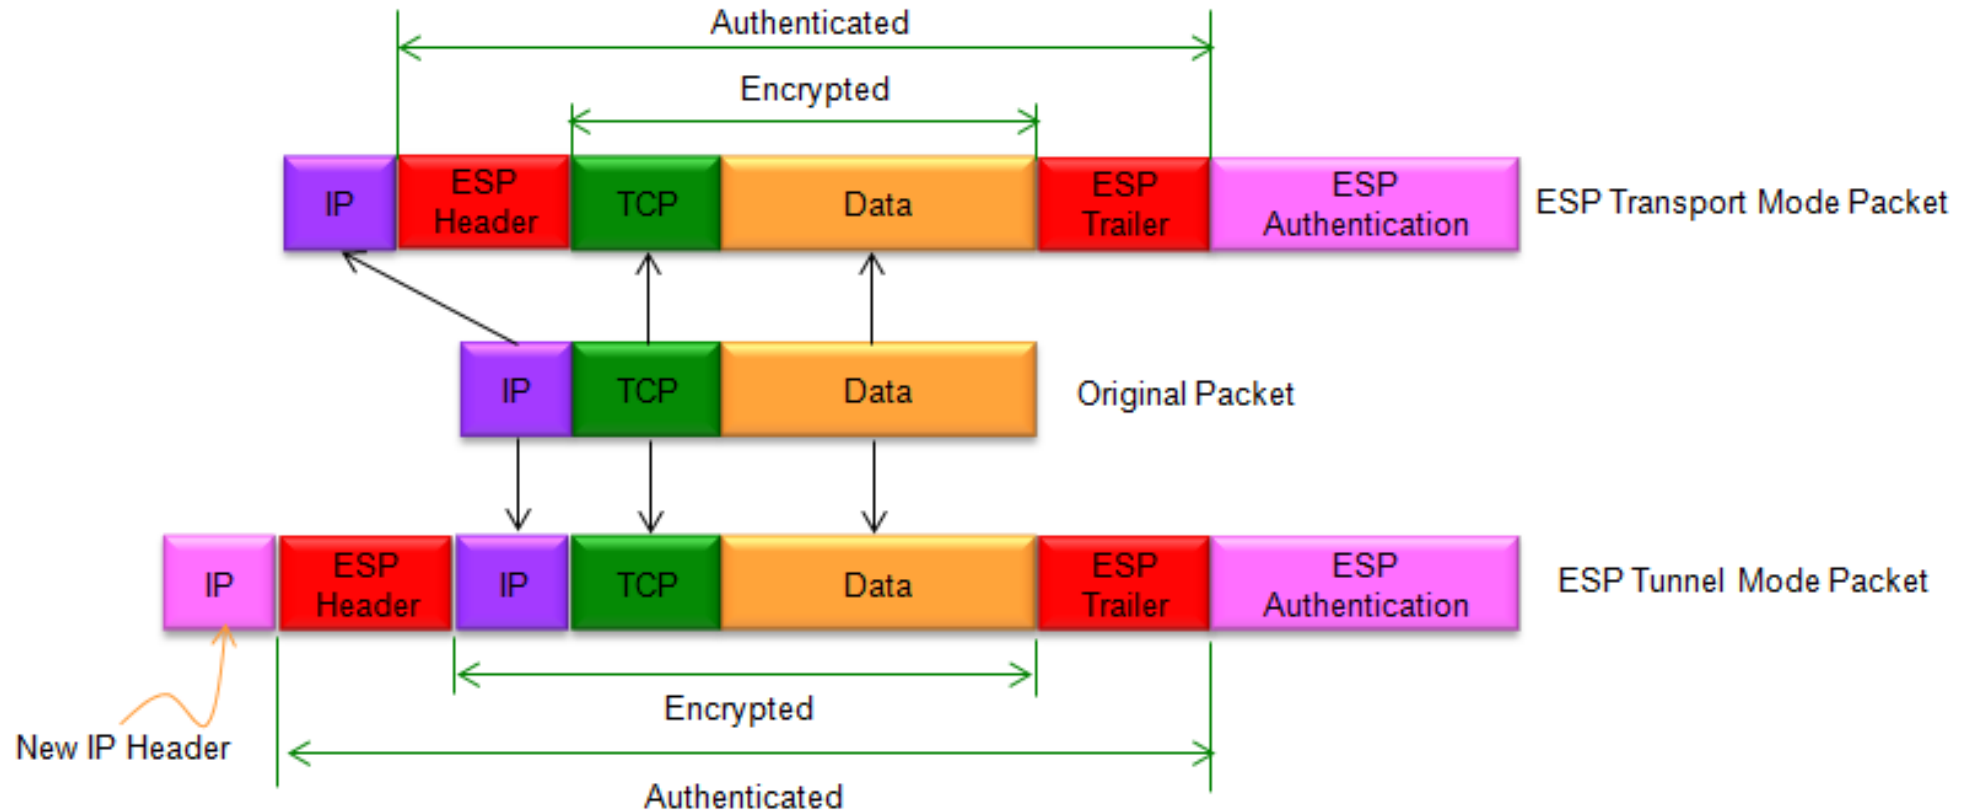 Authenticated
Encrypted
IP
ESP
Header
TCP
Data
ESP
Trailer
ESP
Authentication
ESP Transport Mode Packet
IP
TCP
Data
Original Packet
IP
ESP
Header
IP
TCP
Data
ESP
Trailer
ESP
Authentication
ESP Tunnel Mode Packet
Encrypted
New IP Header
Authenticated